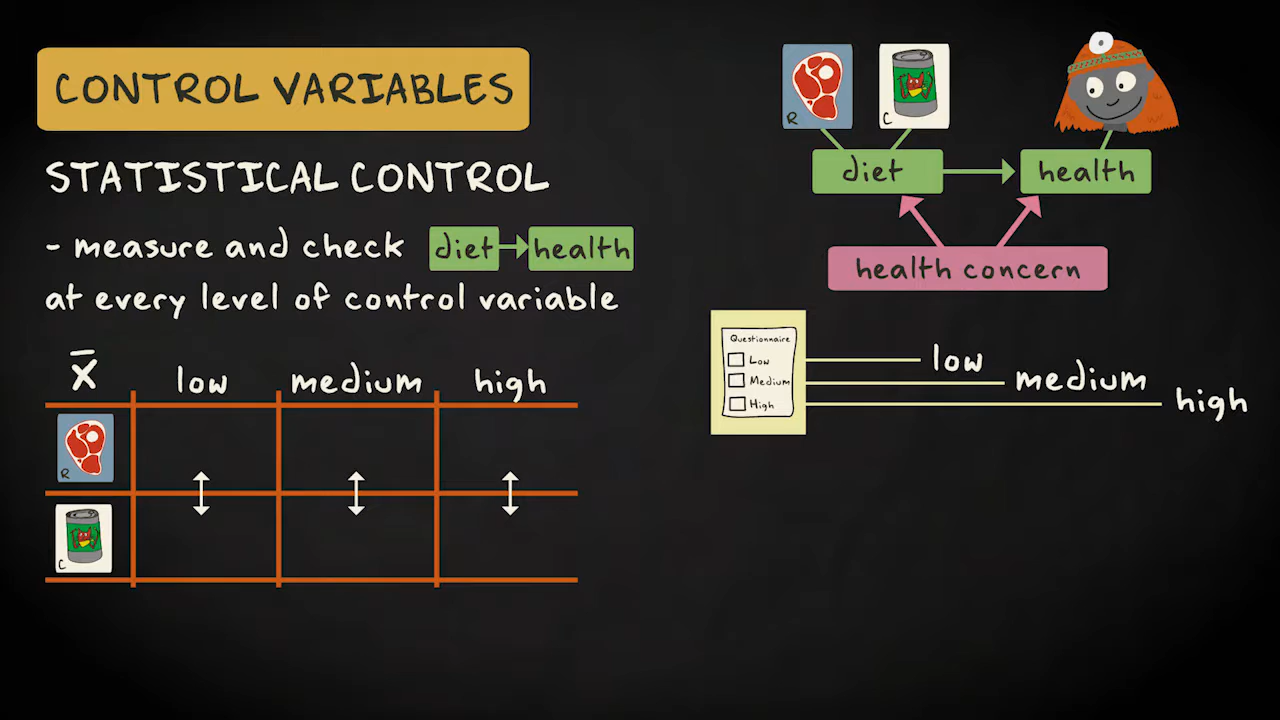 CONTROL VARIABLES
STATISTICAL CONTROL
- measure and check diet health
at every level of control variable
x̄ low medium high
R
C
R C
diet health
health concern
Questionnaire
Low
Medium
High
low
medium
high